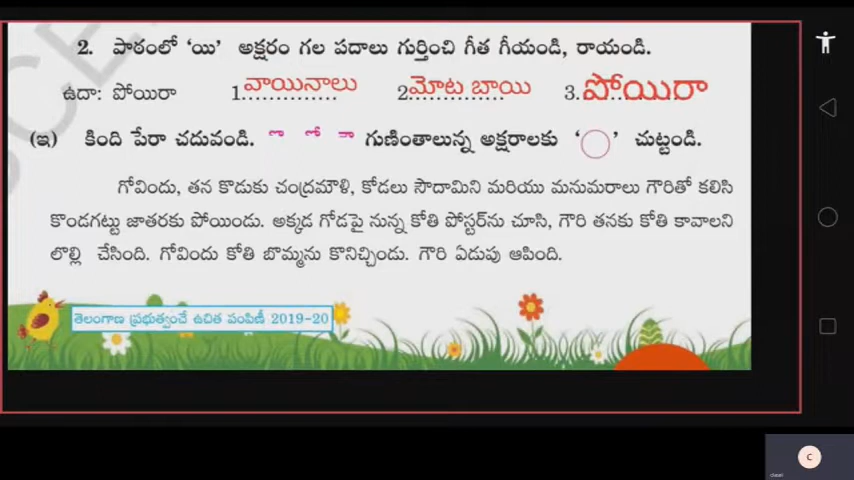 2. పాఠంలో 'యి' అక్షరం గల పదాలు గుర్తించి గీత గీయండి, రాయండి.
ఉదా: పోయిరా 1.వాయినాలు 2.మోట బాయి 3.పోయిరా
(ఇ) కింది పేరా చదువండి. ొ ో ౌ గుణింతాలున్న అక్షరాలకు '◯' చుట్టండి.
గోవిందు, తన కొడుకు చంద్రమౌళి, కోడలు సౌదామిని మరియు మనుమరాలు గౌరితో కలిసి
కొండగట్టు జాతరకు పోయిండు. అక్కడ గోడపై నున్న కోతి పోస్టర్‌ను చూసి, గౌరి తనకు కోతి కావాలని
లొల్లి చేసింది. గోవిందు కోతి బొమ్మను కొనిచ్చిండు. గౌరి ఏడుపు ఆపింది.
తెలంగాణ ప్రభుత్వంచే ఉచిత పంపిణీ 2019-20
C